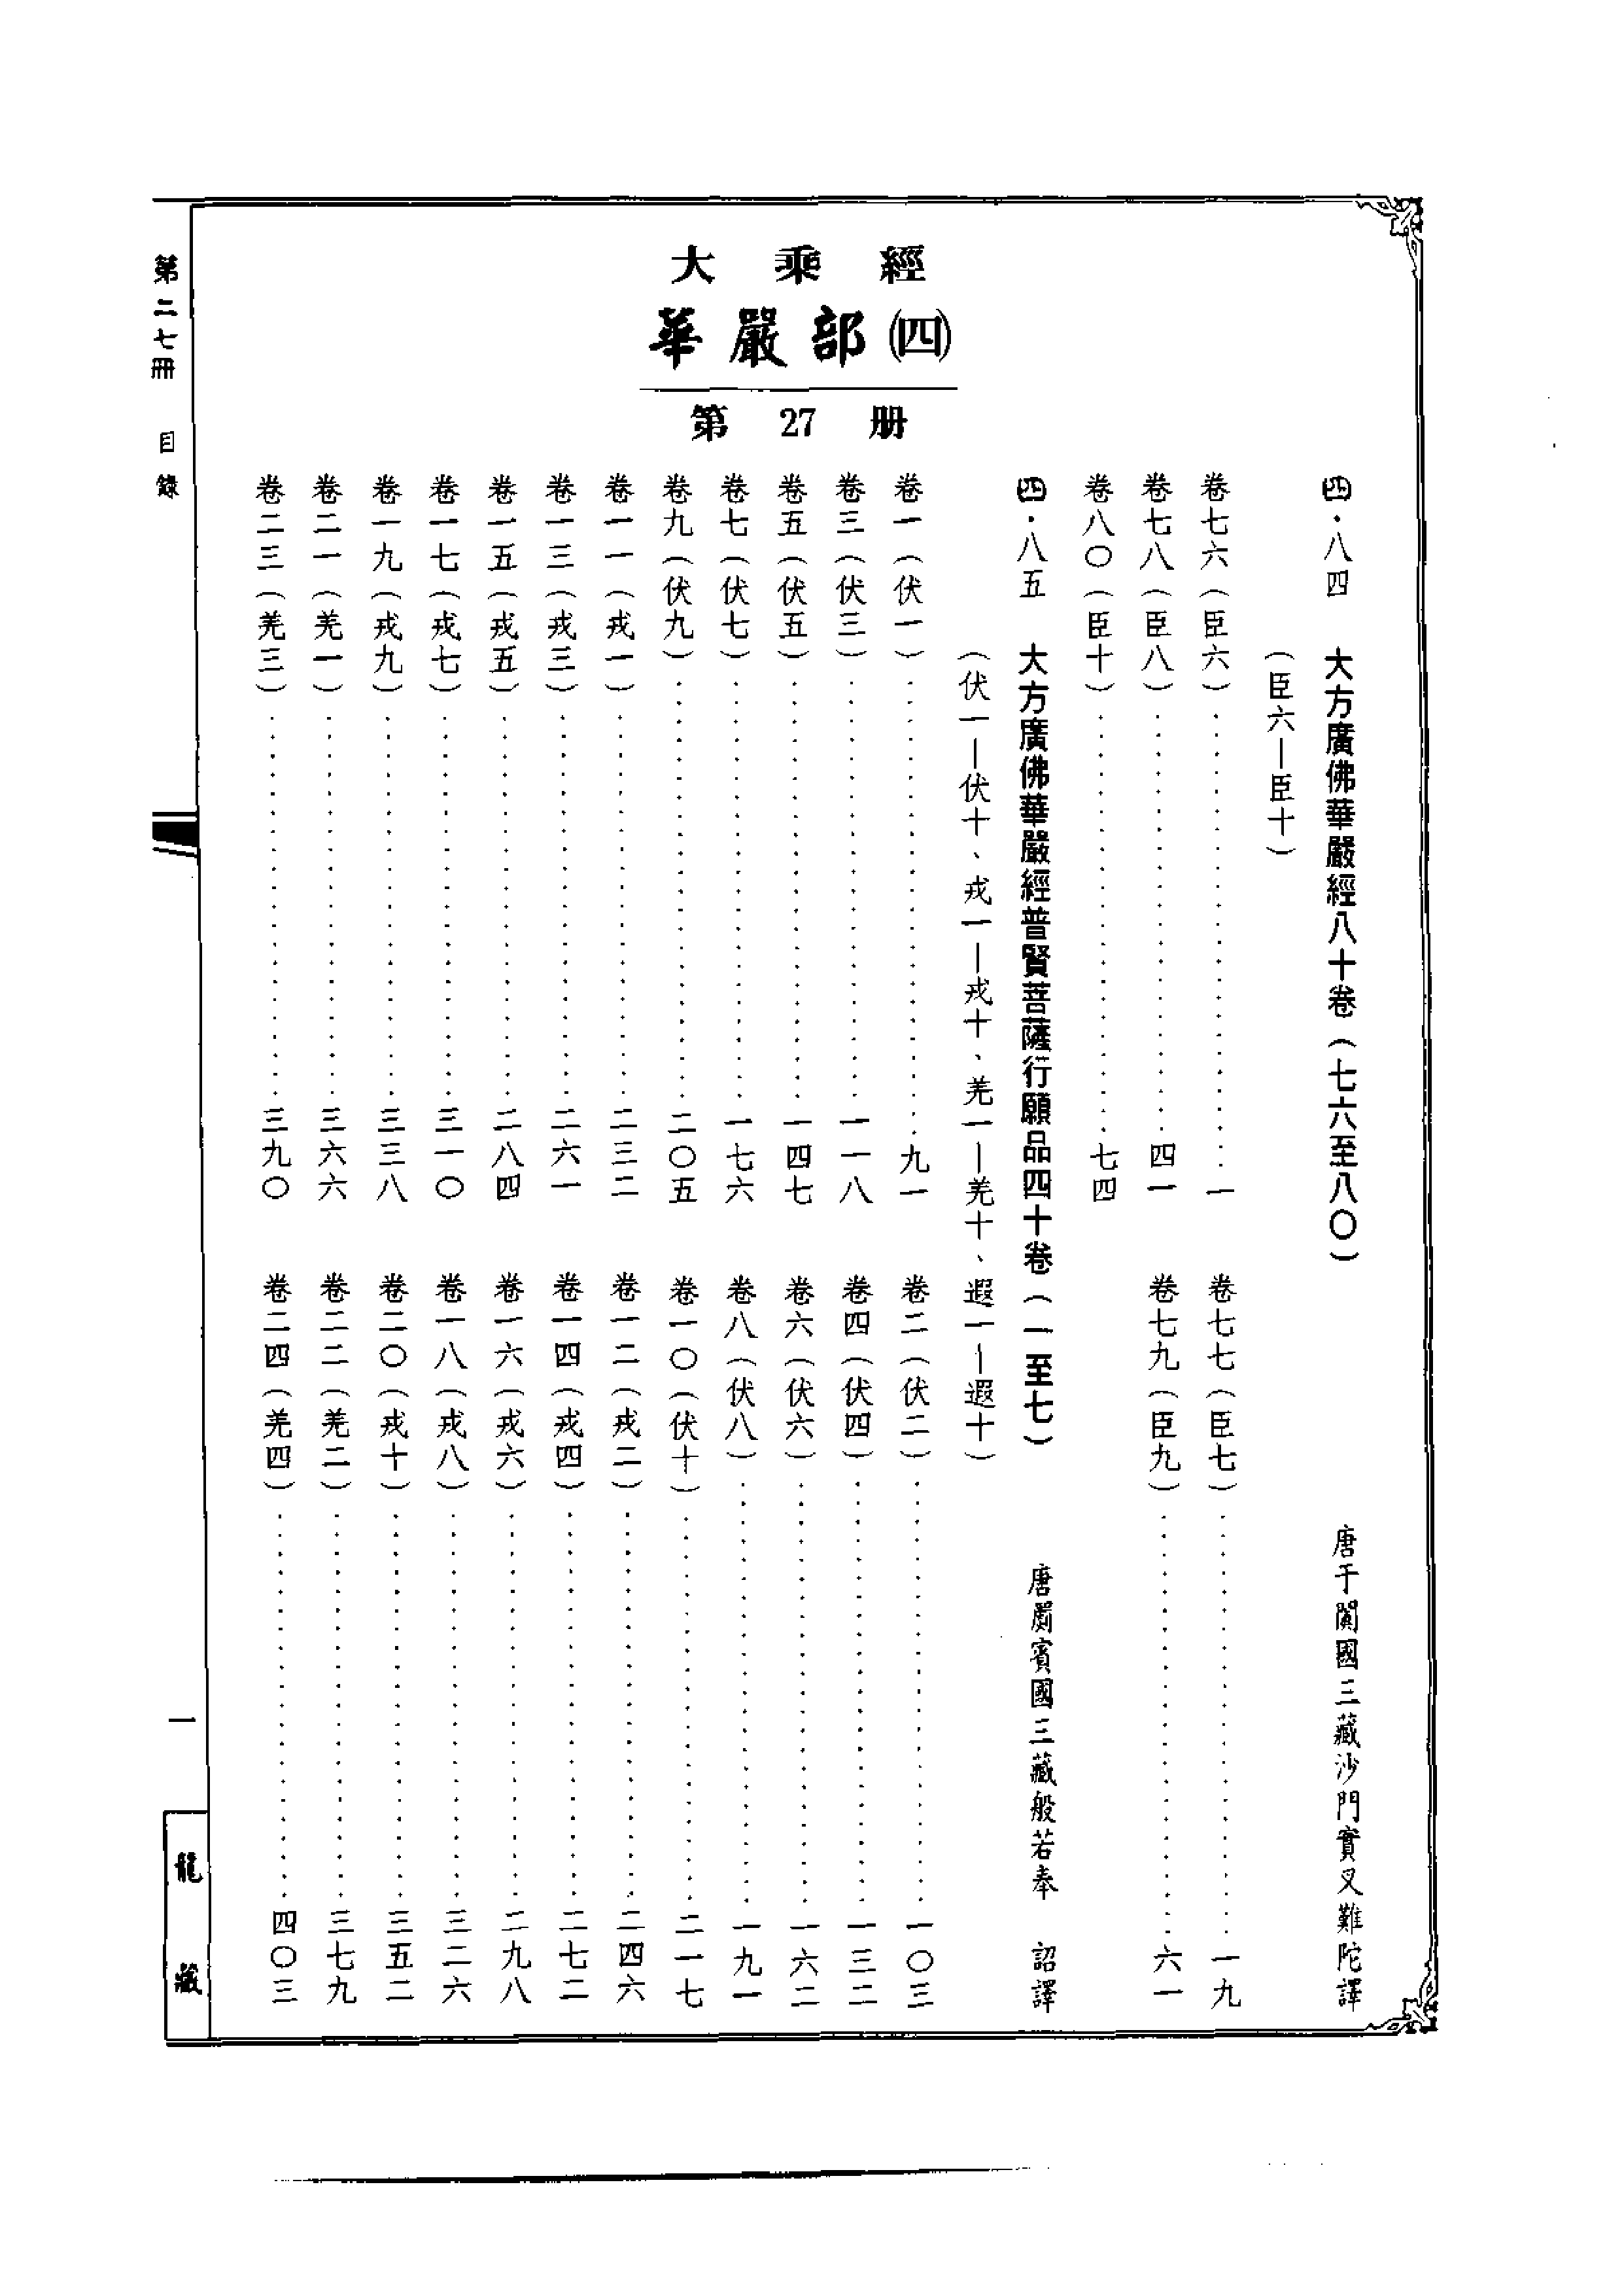 大乘經
華嚴部㈣
第27册
㈣·八四　大方廣佛華嚴經八十卷（七六至八〇）　唐于闐國三藏沙門實叉難陀譯
（臣六—臣十）
卷七六（臣六）……一　卷七七（臣七）……一九
卷七八（臣八）……四一　卷七九（臣九）……六一
卷八〇（臣十）……七四
㈣·八五　大方廣佛華嚴經普賢菩薩行願品四十卷（一至七）　唐罽賓國三藏般若奉　詔譯
（伏一—伏十、戎一—戎十、羌一—羌十、遐一—遐十）
卷一（伏一）……九一　卷二（伏二）……一〇三
卷三（伏三）……一一八　卷四（伏四）……一三二
卷五（伏五）……一四七　卷六（伏六）……一六二
卷七（伏七）……一七六　卷八（伏八）……一九一
卷九（伏九）……二〇五　卷一〇（伏十）……二一七
卷一一（戎一）……二三二　卷一二（戎二）……二四六
卷一三（戎三）……二六一　卷一四（戎四）……二七二
卷一五（戎五）……二八四　卷一六（戎六）……二九八
卷一七（戎七）……三一〇　卷一八（戎八）……三二六
卷一九（戎九）……三三八　卷二〇（戎十）……三五二
卷二一（羌一）……三六六　卷二二（羌二）……三七九
卷二三（羌三）……三九〇　卷二四（羌四）……四〇三
第二七冊　目錄
一
龍藏